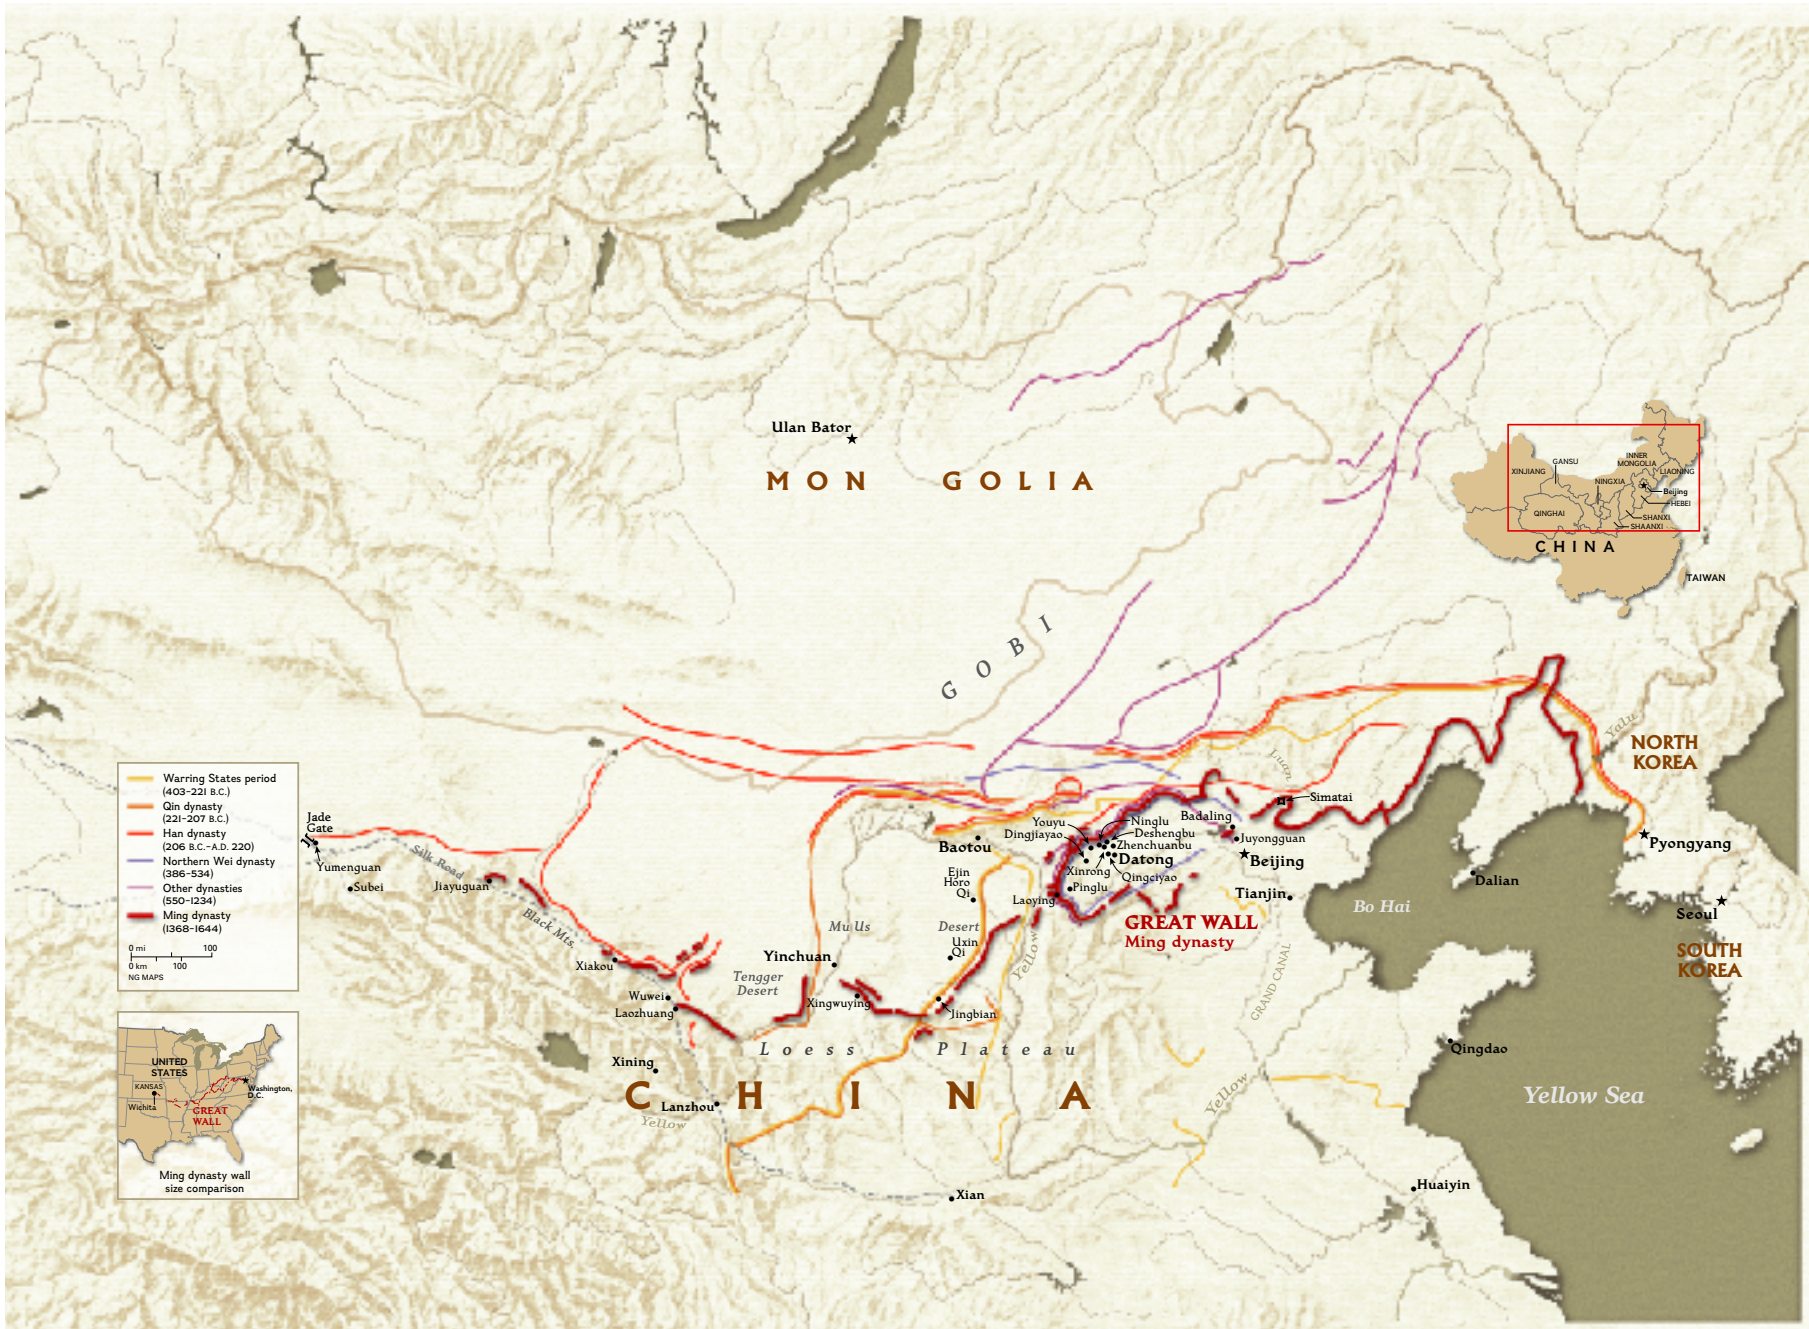 Ulan Bator
MON GOLIA
GOBI
XINJIANG
GANSU
INNER
MONGOLIA
LIAONING
NINGXIA
Beijing
HEBEI
QINGHAI
SHANXI
SHAANXI
CHINA
TAIWAN
Warring States period
(403-221 B.C.)
Qin dynasty
(221-207 B.C.)
Han dynasty
(206 B.C.-A.D. 220)
Northern Wei dynasty
(386-534)
Other dynasties
(550-1234)
Ming dynasty
(1368-1644)
0 mi 100
0 km 100
NG MAPS
Jade
Gate
Yumenguan
Subei
Silk Road
Jiayuguan
Black Mts.
Xiakou
Wuwei
Laozhuang
Xining
Lanzhou
Yellow
Tengger
Desert
Yinchuan
Xingwuying
Mu Us
Desert
Baotou
Ejin
Horo
Qi
Uxin
Qi
Jingbian
Loess Plateau
CHINA
Xian
Yellow
Youyu
Dingjiayao
Ninglu
Deshengbu
Zhenchuanbu
Datong
Xinrong
Qingciyao
Pinglu
Laoying
Badaling
Juyongguan
Beijing
Simatai
Luan
Tianjin
GREAT WALL
Ming dynasty
GRAND CANAL
Yellow
Bo Hai
Dalian
Yalu
NORTH
KOREA
Pyongyang
Seoul
SOUTH
KOREA
Qingdao
Yellow Sea
Huaiyin
UNITED
STATES
KANSAS
Wichita
Washington,
D.C.
GREAT
WALL
Ming dynasty wall
size comparison